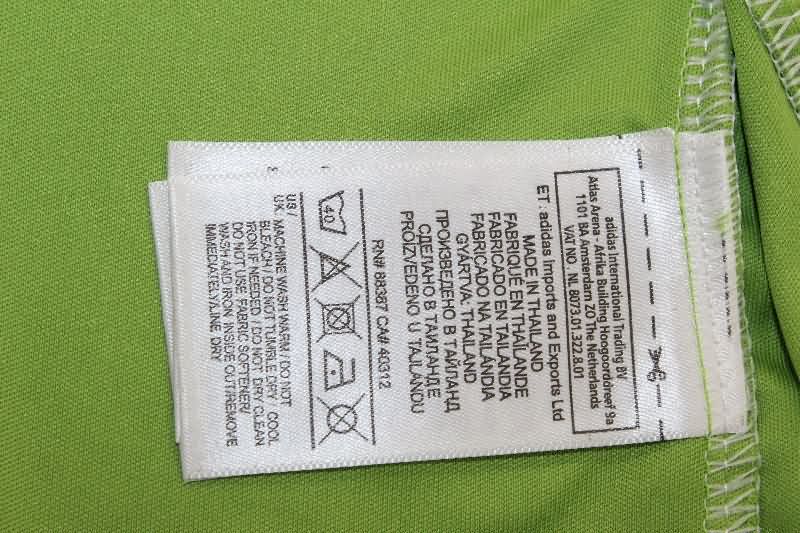 adidas International Trading BV
Atlas Arena - Afrika Building Hoogoorddreef 9a
1101 BA Amsterdam ZO The Netherlands
VAT NO . NL 8073.01.322.B.01
ET. adidas Imports and Exports Ltd
MADE IN THAILAND
FABRIQUÉ EN THAÏLANDE
FABRICADO EN TAILANDIA
FABRICADO NA TAILÂNDIA
GYÁRTVA: THAILAND
ПРОИЗВЕДЕНО В ТАЙЛАНД
СДЕЛАНО В ТАИЛАНДЕ
PROIZVEDENO U TAJLANDU
RN# 88387 CA# 40312
40
US /
UK: MACHINE WASH WARM / DO NOT
BLEACH / DO NOT TUMBLE DRY / COOL
IRON IF NEEDED / DO NOT DRY CLEAN
DO NOT USE FABRIC SOFTENER/
WASH AND IRON INSIDE OUT/REMOVE
IMMEDIATELY/LINE DRY